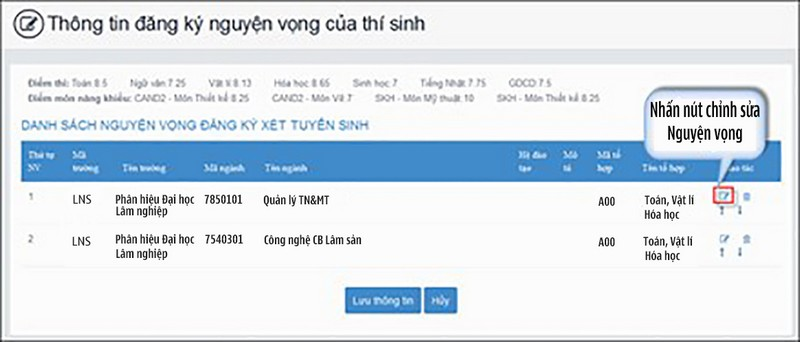 Thông tin đăng ký nguyện vọng của thí sinh
Điểm thi: Toán 8.5 Ngữ văn 7.25 Vật lí 8.13 Hóa học 8.65 Sinh học 7 Tiếng Nhật 7.75 GDCD 7.5
Điểm môn năng khiếu: CAND2 - Môn Thiết kế 8.25 CAND2 - Môn Vẽ 7 SKH - Môn Mỹ thuật 10 SKH - Môn Thiết kế 8.25
Nhấn nút chỉnh sửa
Nguyện vọng
DANH SÁCH NGUYỆN VỌNG ĐĂNG KÝ XÉT TUYỂN SINH
Thứ tự NV Mã trường Tên trường Mã ngành Tên ngành Hệ đào tạo Mô tả Mã tổ hợp Tên tổ hợp tác
1 LNS Phân hiệu Đại học 7850101 Quản lý TN&MT A00 Toán, Vật lí
Lâm nghiệp Hóa học
2 LNS Phân hiệu Đại học 7540301 Công nghệ CB Lâm sản A00 Toán, Vật lí
Lâm nghiệp Hóa học
Lưu thông tin Hủy